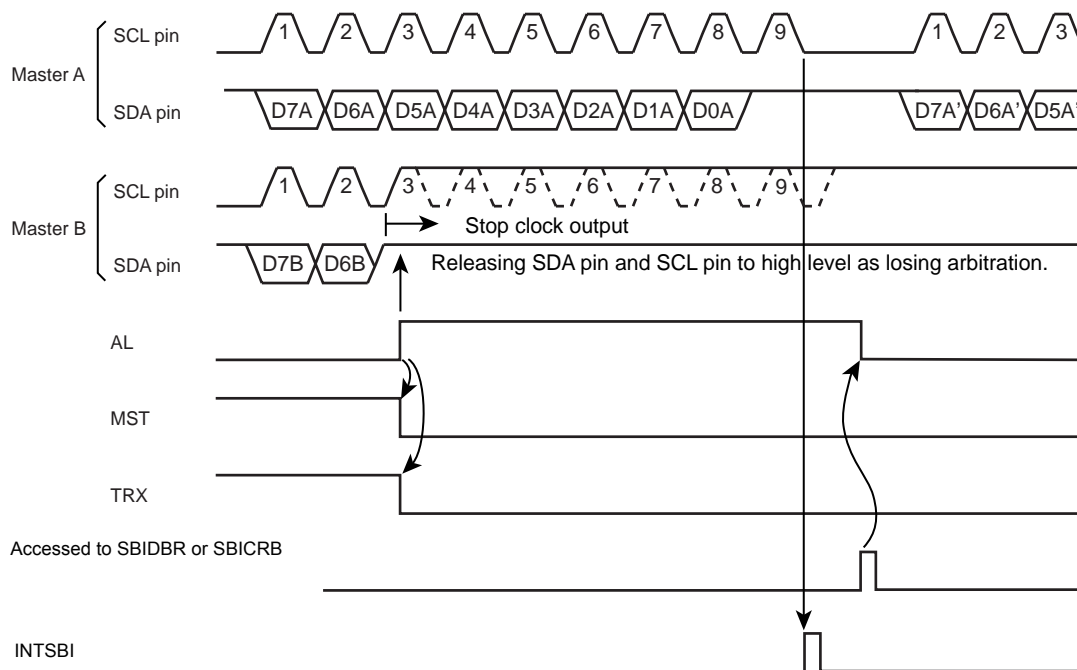 SCL pin 1 2 3 4 5 6 7 8 9 1 2 3
Master A
SDA pin D7A D6A D5A D4A D3A D2A D1A D0A D7A' D6A' D5A'
SCL pin 1 2 3 4 5 6 7 8 9
Master B
Stop clock output
SDA pin D7B D6B Releasing SDA pin and SCL pin to high level as losing arbitration.
AL
MST
TRX
Accessed to SBIDBR or SBICRB
INTSBI